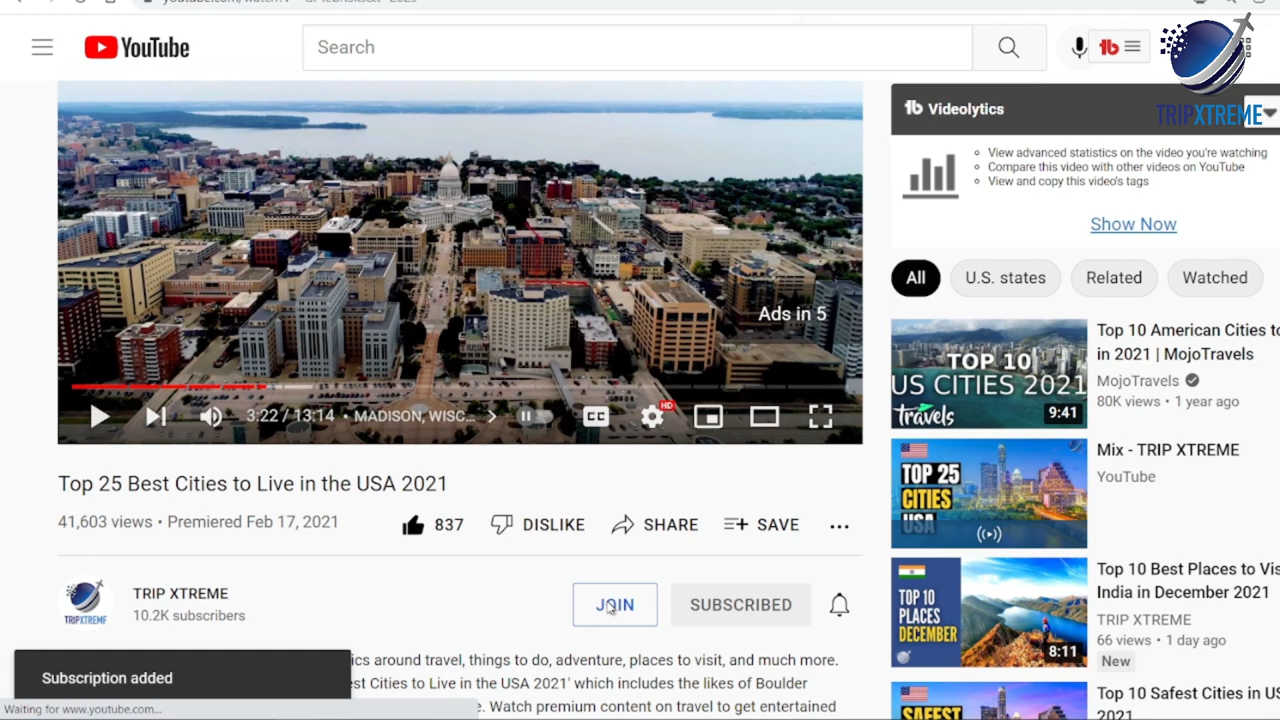 YouTube
Search
TRIPXTREME
Videolytics
View advanced statistics on the video you're watching
Compare this video with other videos on YouTube
View and copy this video's tags
Show Now
Ads in 5
3:22 / 13:14 • MADISON, WISC...
CC
HD
All
U.S. states
Related
Watched
Top 25 Best Cities to Live in the USA 2021
41,603 views • Premiered Feb 17, 2021
837
DISLIKE
SHARE
SAVE
TRIP XTREME
10.2K subscribers
TRIPXTREME
JOIN
SUBSCRIBED
ics around travel, things to do, adventure, places to visit, and much more.
st Cities to Live in the USA 2021' which includes the likes of Boulder
e. Watch premium content on travel to get entertained
Subscription added
Waiting for www.youtube.com...
TOP 10
US CITIES 2021
travels
9:41
Top 10 American Cities to
in 2021 | MojoTravels
MojoTravels
80K views • 1 year ago
TOP 25
CITIES
USA
Mix - TRIP XTREME
YouTube
TOP 10
PLACES
DECEMBER
8:11
Top 10 Best Places to Vis
India in December 2021
TRIP XTREME
66 views • 1 day ago
New
SAFEST
Top 10 Safest Cities in US
2021